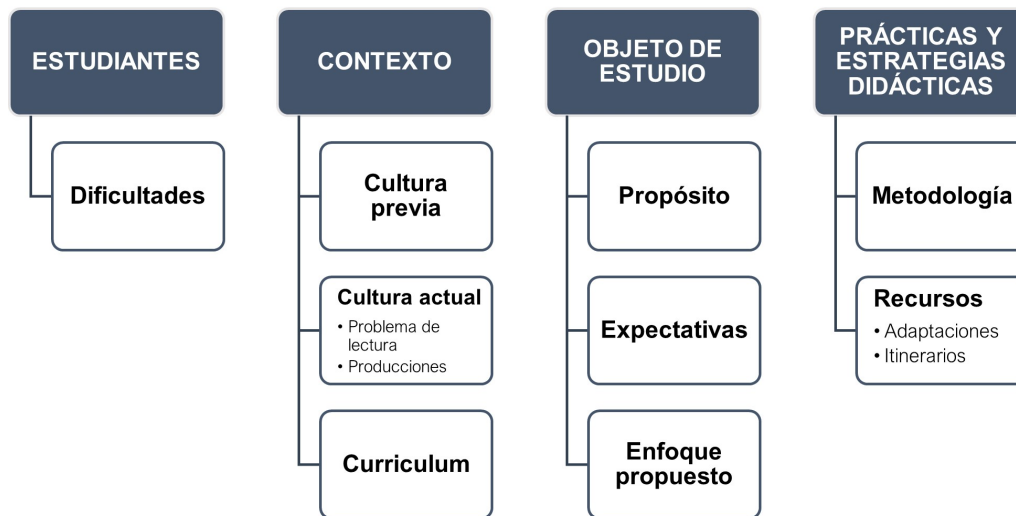 ESTUDIANTES
Dificultades
CONTEXTO
Cultura
previa
Cultura actual
• Problema de
lectura
• Producciones
Curriculum
OBJETO DE
ESTUDIO
Propósito
Expectativas
Enfoque
propuesto
PRÁCTICAS Y
ESTRATEGIAS
DIDÁCTICAS
Metodología
Recursos
• Adaptaciones
• Itinerarios